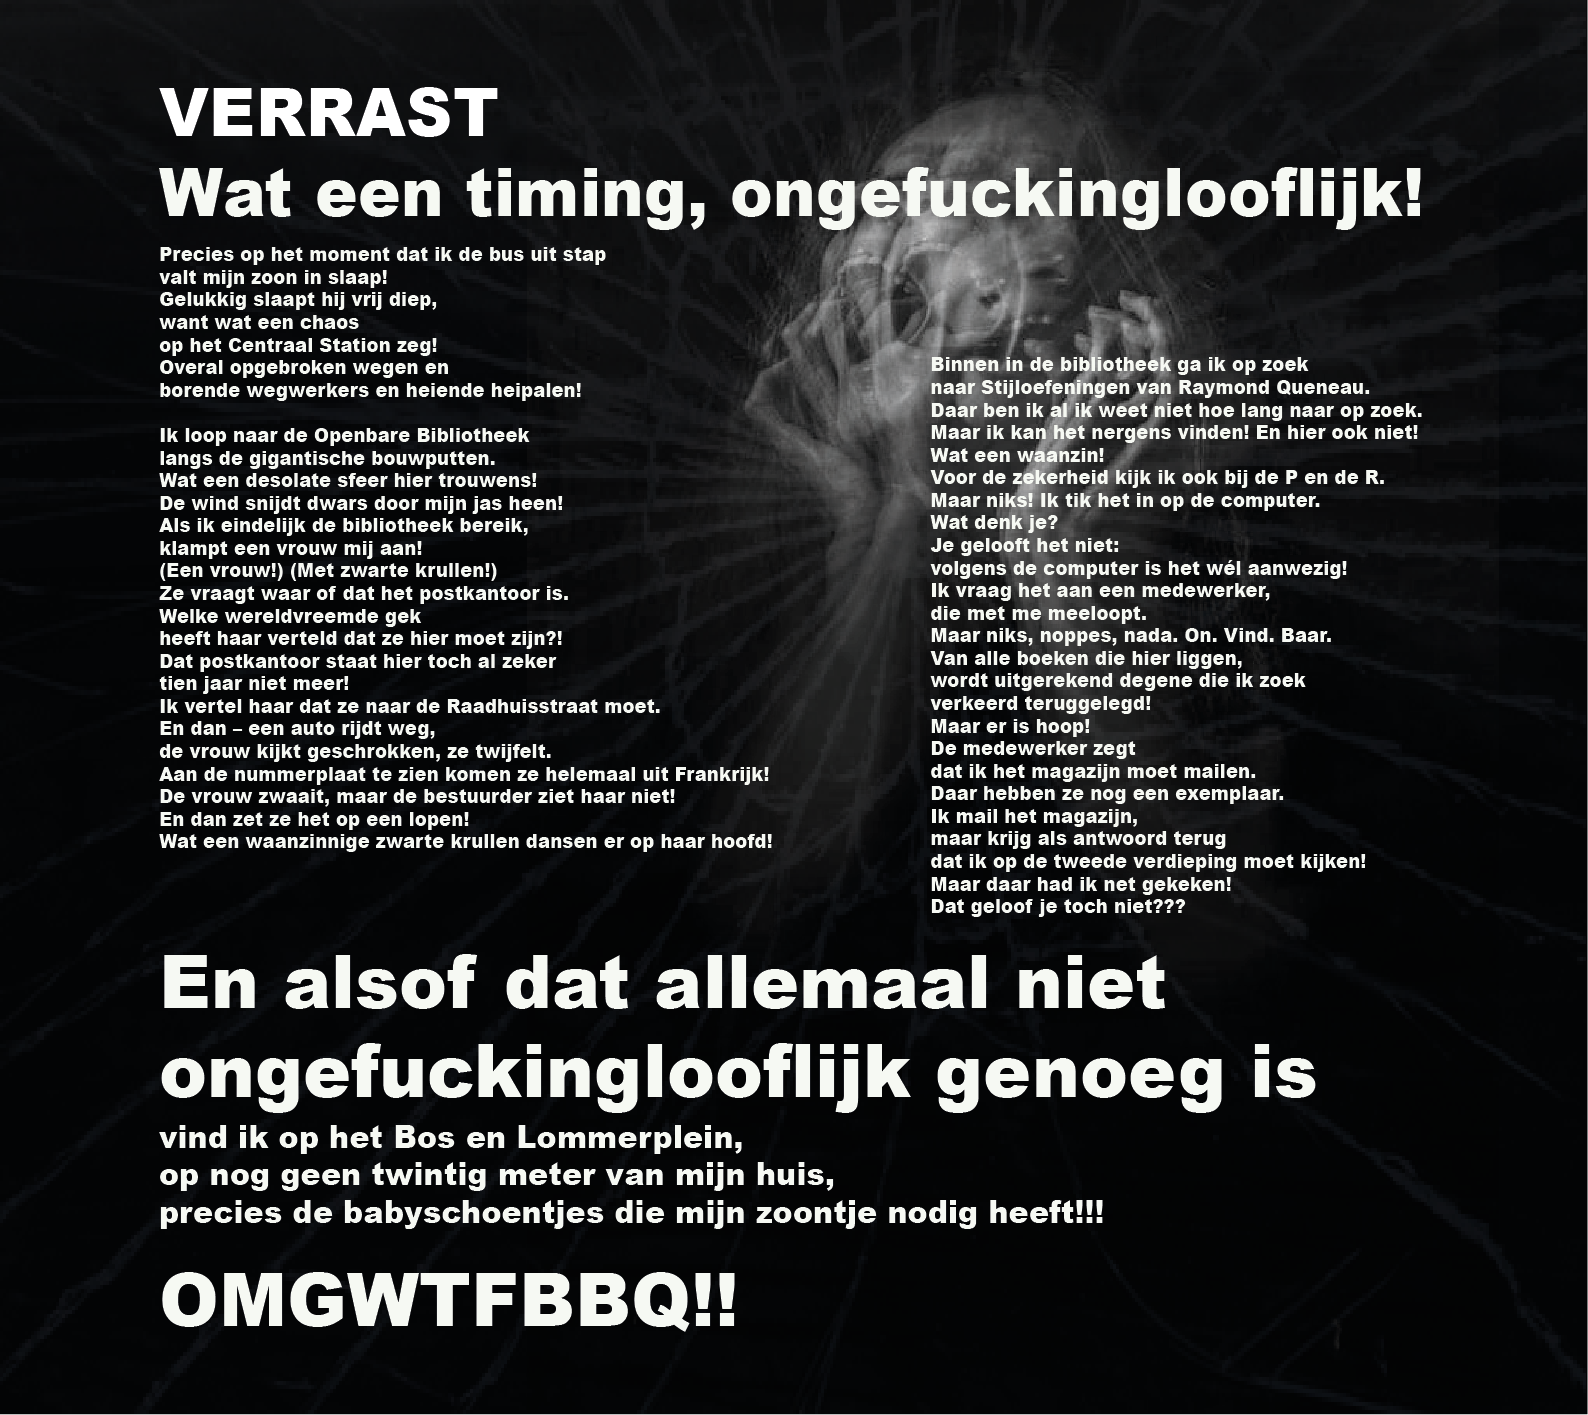 VERRAST
Wat een timing, ongefuckinglooflijk!
Precies op het moment dat ik de bus uit stap
valt mijn zoon in slaap!
Gelukkig slaapt hij vrij diep,
want wat een chaos
op het Centraal Station zeg!
Overal opgebroken wegen en
borende wegwerkers en heiende heipalen!
Ik loop naar de Openbare Bibliotheek
langs de gigantische bouwputten.
Wat een desolate sfeer hier trouwens!
De wind snijdt dwars door mijn jas heen!
Als ik eindelijk de bibliotheek bereik,
klampt een vrouw mij aan!
(Een vrouw!) (Met zwarte krullen!)
Ze vraagt waar of dat het postkantoor is.
Welke wereldvreemde gek
heeft haar verteld dat ze hier moet zijn?!
Dat postkantoor staat hier toch al zeker
tien jaar niet meer!
Ik vertel haar dat ze naar de Raadhuisstraat moet.
En dan – een auto rijdt weg,
de vrouw kijkt geschrokken, ze twijfelt.
Aan de nummerplaat te zien komen ze helemaal uit Frankrijk!
De vrouw zwaait, maar de bestuurder ziet haar niet!
En dan zet ze het op een lopen!
Wat een waanzinnige zwarte krullen dansen er op haar hoofd!
Binnen in de bibliotheek ga ik op zoek
naar Stijloefeningen van Raymond Queneau.
Daar ben ik al ik weet niet hoe lang naar op zoek.
Maar ik kan het nergens vinden! En hier ook niet!
Wat een waanzin!
Voor de zekerheid kijk ik ook bij de P en de R.
Maar niks! Ik tik het in op de computer.
Wat denk je?
Je gelooft het niet:
volgens de computer is het wél aanwezig!
Ik vraag het aan een medewerker,
die met me meeloopt.
Maar niks, noppes, nada. On. Vind. Baar.
Van alle boeken die hier liggen,
wordt uitgerekend degene die ik zoek
verkeerd teruggelegd!
Maar er is hoop!
De medewerker zegt
dat ik het magazijn moet mailen.
Daar hebben ze nog een exemplaar.
Ik mail het magazijn,
maar krijg als antwoord terug
dat ik op de tweede verdieping moet kijken!
Maar daar had ik net gekeken!
Dat geloof je toch niet???
En alsof dat allemaal niet
ongefuckinglooflijk genoeg is
vind ik op het Bos en Lommerplein,
op nog geen twintig meter van mijn huis,
precies de babyschoentjes die mijn zoontje nodig heeft!!!
OMGWTFBBQ!!